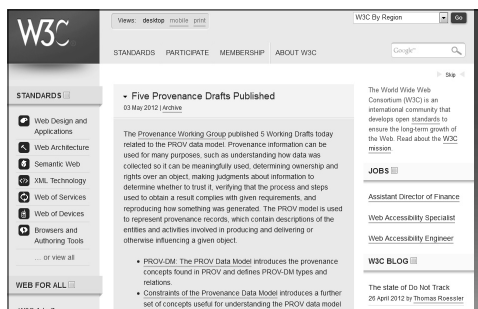 W3C
Views: desktop mobile print
W3C By Region
Go
STANDARDS PARTICIPATE MEMBERSHIP ABOUT W3C
Google™
Skip
STANDARDS
Web Design and
Applications
Web Architecture
Semantic Web
XML Technology
Web of Services
Web of Devices
Browsers and
Authoring Tools
… or view all
WEB FOR ALL
Five Provenance Drafts Published
03 May 2012 | Archive
The Provenance Working Group published 5 Working Drafts today
related to the PROV data model. Provenance information can be
used for many purposes, such as understanding how data was
collected so it can be meaningfully used, determining ownership and
rights over an object, making judgments about information to
determine whether to trust it, verifying that the process and steps
used to obtain a result complies with given requirements, and
reproducing how something was generated. The PROV model is used
to represent provenance records, which contain descriptions of the
entities and activities involved in producing and delivering or
otherwise influencing a given object.
• PROV-DM: The PROV Data Model introduces the provenance
concepts found in PROV and defines PROV-DM types and
relations.
• Constraints of the Provenance Data Model introduces a further
set of concepts useful for understanding the PROV data model
The World Wide Web
Consortium (W3C) is an
international community that
develops open standards to
ensure the long-term growth of
the Web. Read about the W3C
mission.
JOBS
Assistant Director of Finance
Web Accessibility Specialist
Web Accessibility Engineer
W3C BLOG
The state of Do Not Track
26 April 2012 by Thomas Roessler